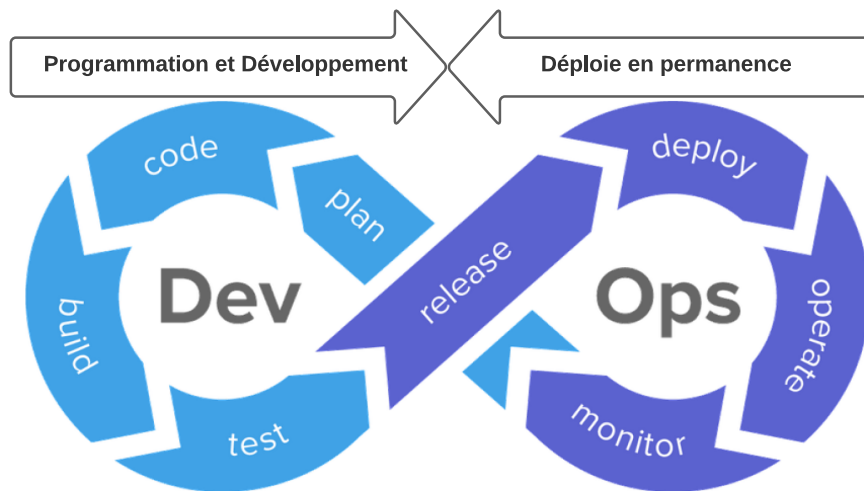 Programmation et Développement
Déploie en permanence
code
plan
build
test
Dev
release
deploy
operate
monitor
Ops